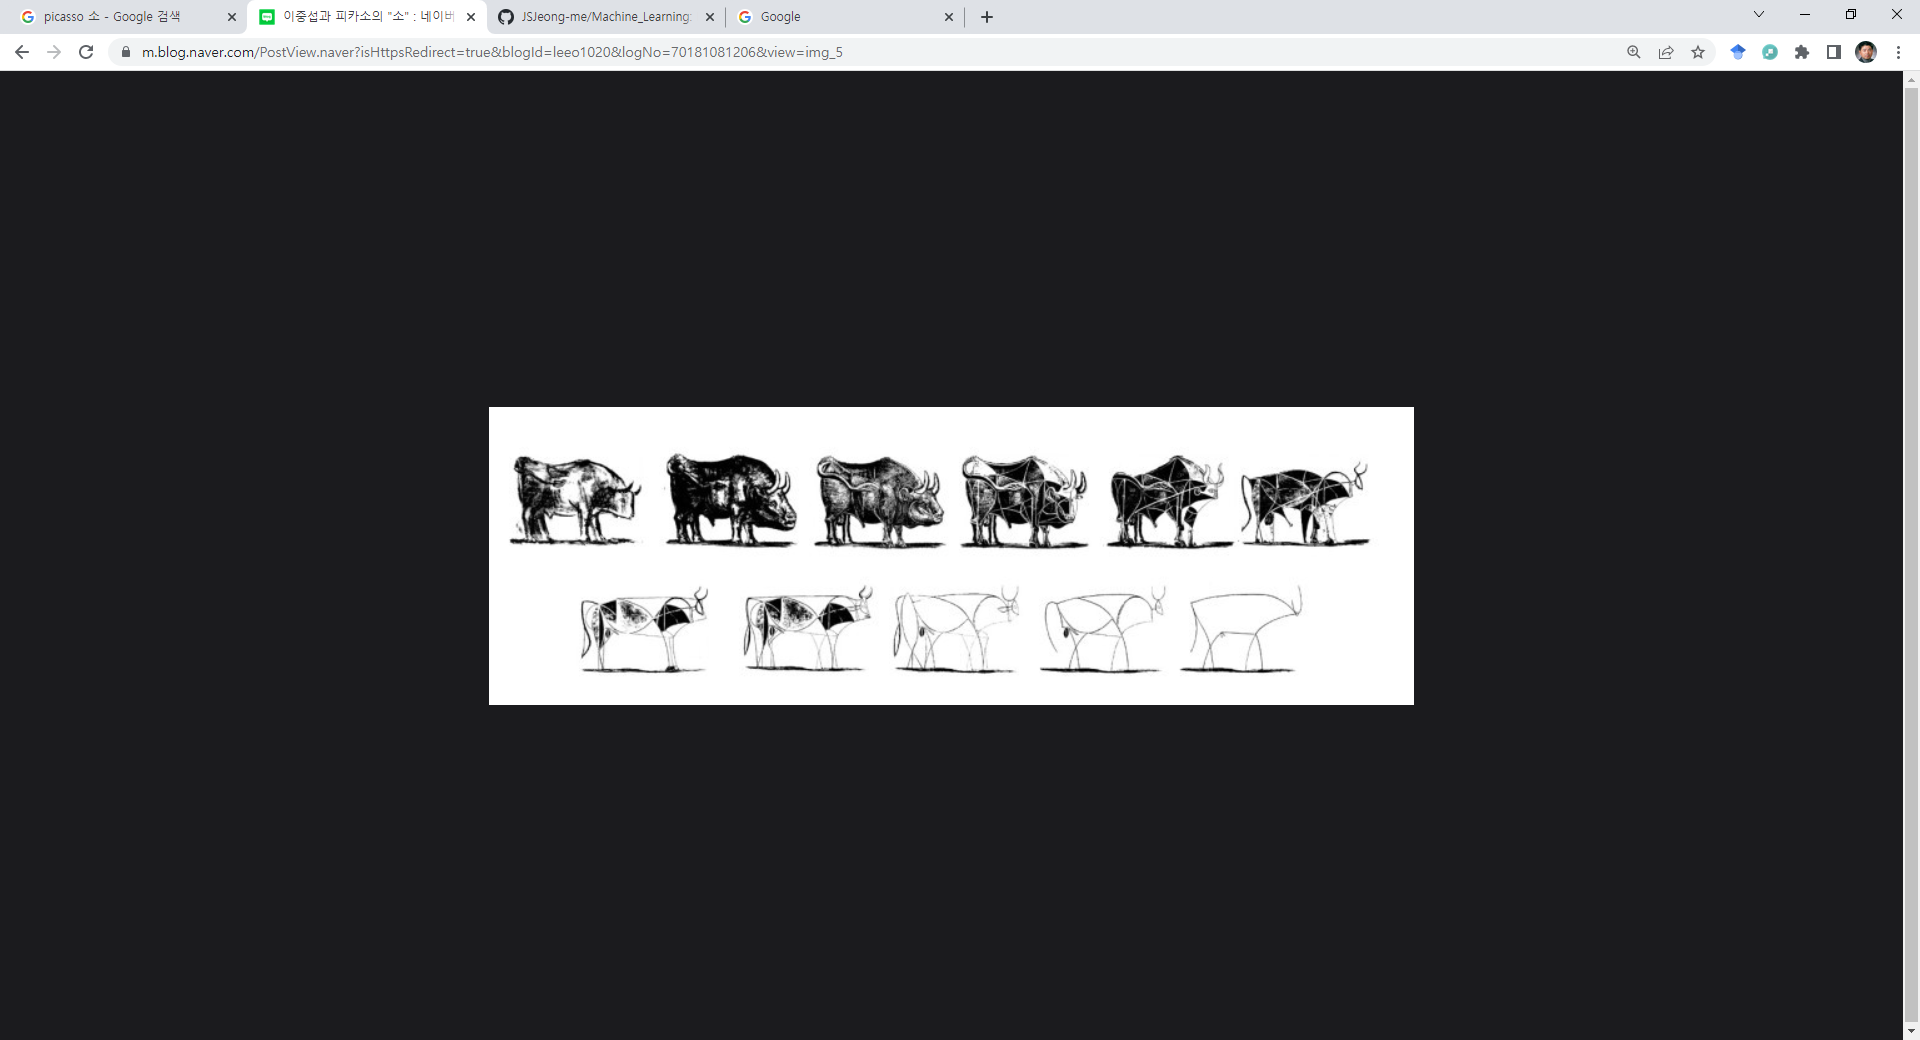 picasso 소 - Google 검색
이중섭과 피카소의 "소" : 네이버
JSJeong-me/Machine_Learning:
Google
m.blog.naver.com/PostView.naver?isHttpsRedirect=true&blogId=leeo1020&logNo=70181081206&view=img_5